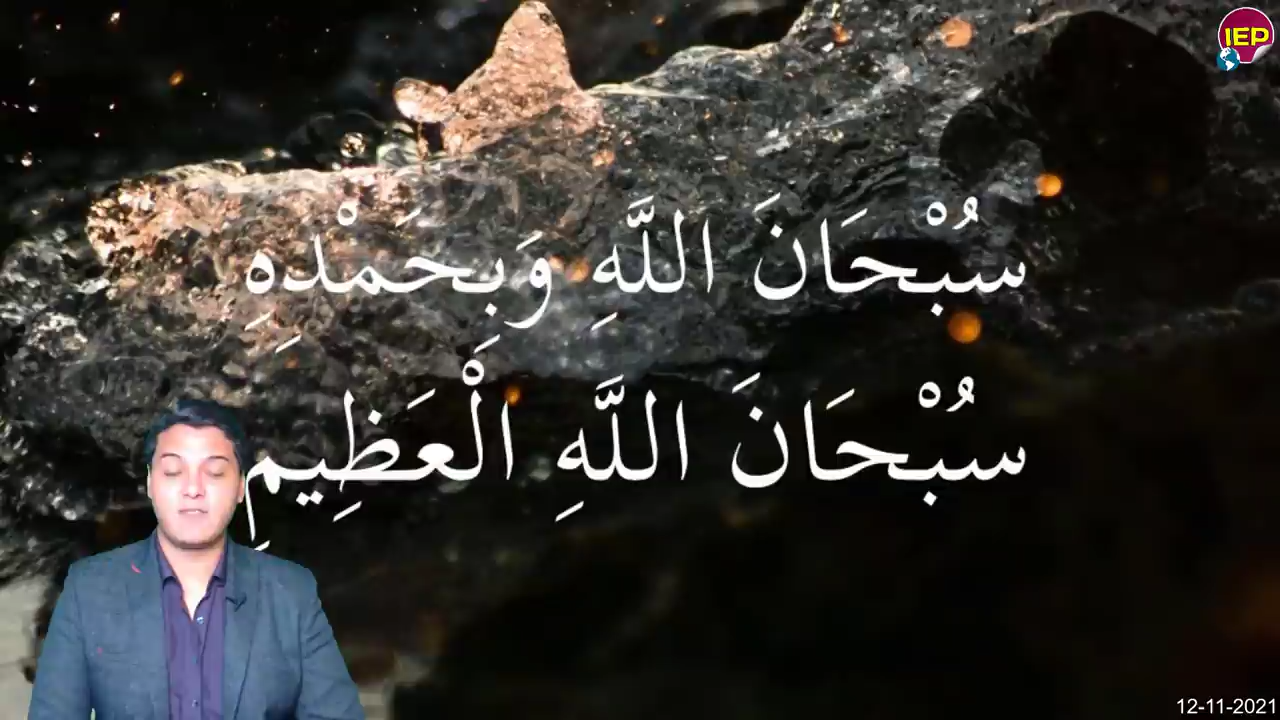 IEP
سُبْحَانَ اللَّهِ وَبِحَمْدِهِ
سُبْحَانَ اللَّهِ الْعَظِيمِ
12-11-2021